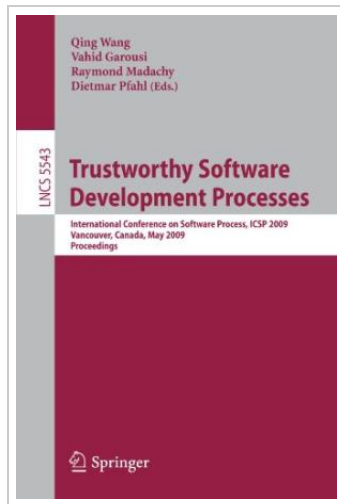 Qing Wang
Vahid Garousi
Raymond Madachy
Dietmar Pfahl (Eds.)
LNCS 5543
Trustworthy Software
Development Processes
International Conference on Software Process, ICSP 2009
Vancouver, Canada, May 2009
Proceedings
Springer